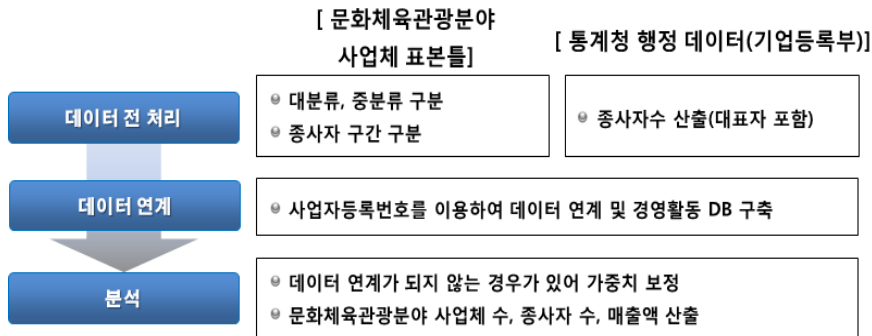 [ 문화체육관광분야
사업체 표본틀]
[ 통계청 행정 데이터(기업등록부)]
데이터 전 처리
대분류, 중분류 구분
종사자 구간 구분
종사자수 산출(대표자 포함)
데이터 연계
사업자등록번호를 이용하여 데이터 연계 및 경영활동 DB 구축
분석
데이터 연계가 되지 않는 경우가 있어 가중치 보정
문화체육관광분야 사업체 수, 종사자 수, 매출액 산출